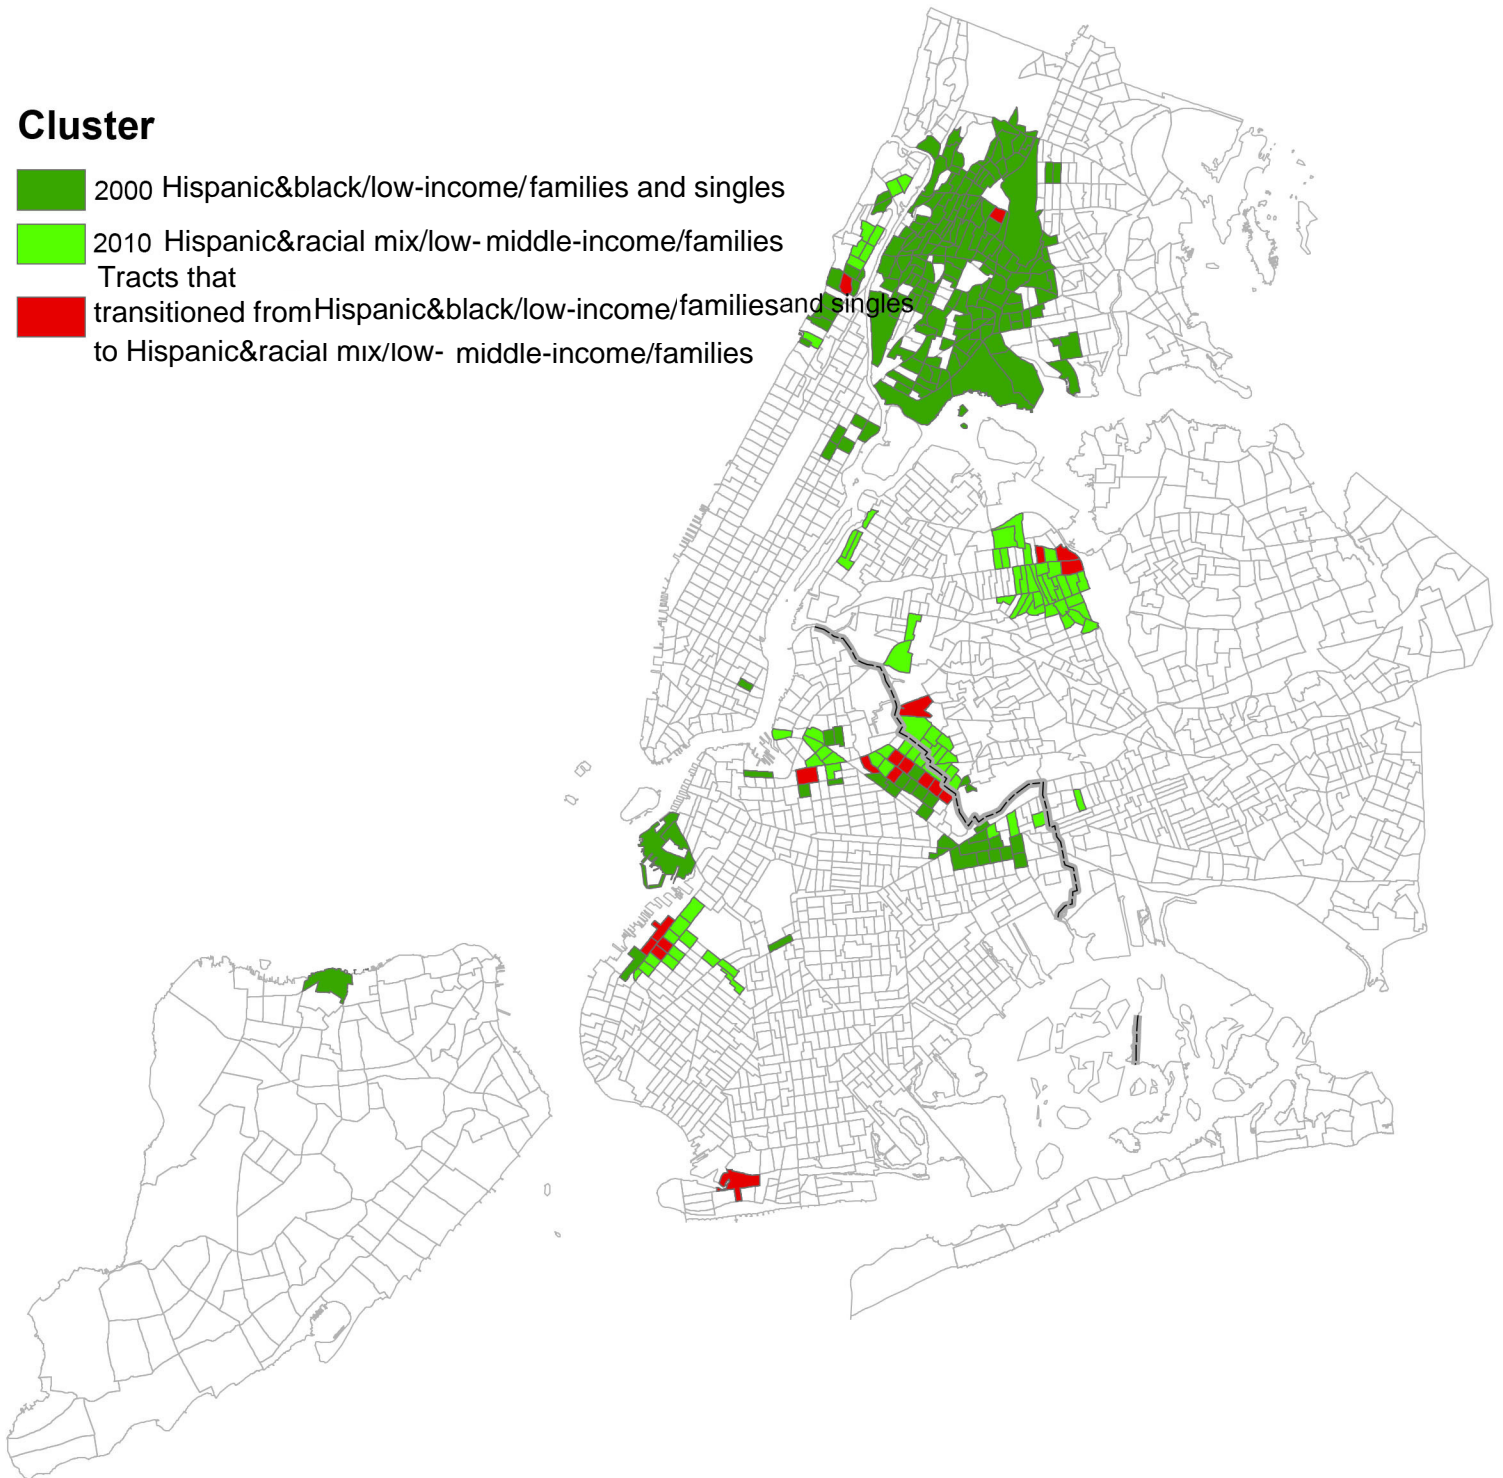 Cluster
2000 Hispanic&black/low-income/families and singles
2010 Hispanic&racial mix/low- middle-income/families
Tracts that
transitioned from Hispanic&black/low-income/families and singles
to Hispanic&racial mix/low- middle-income/families